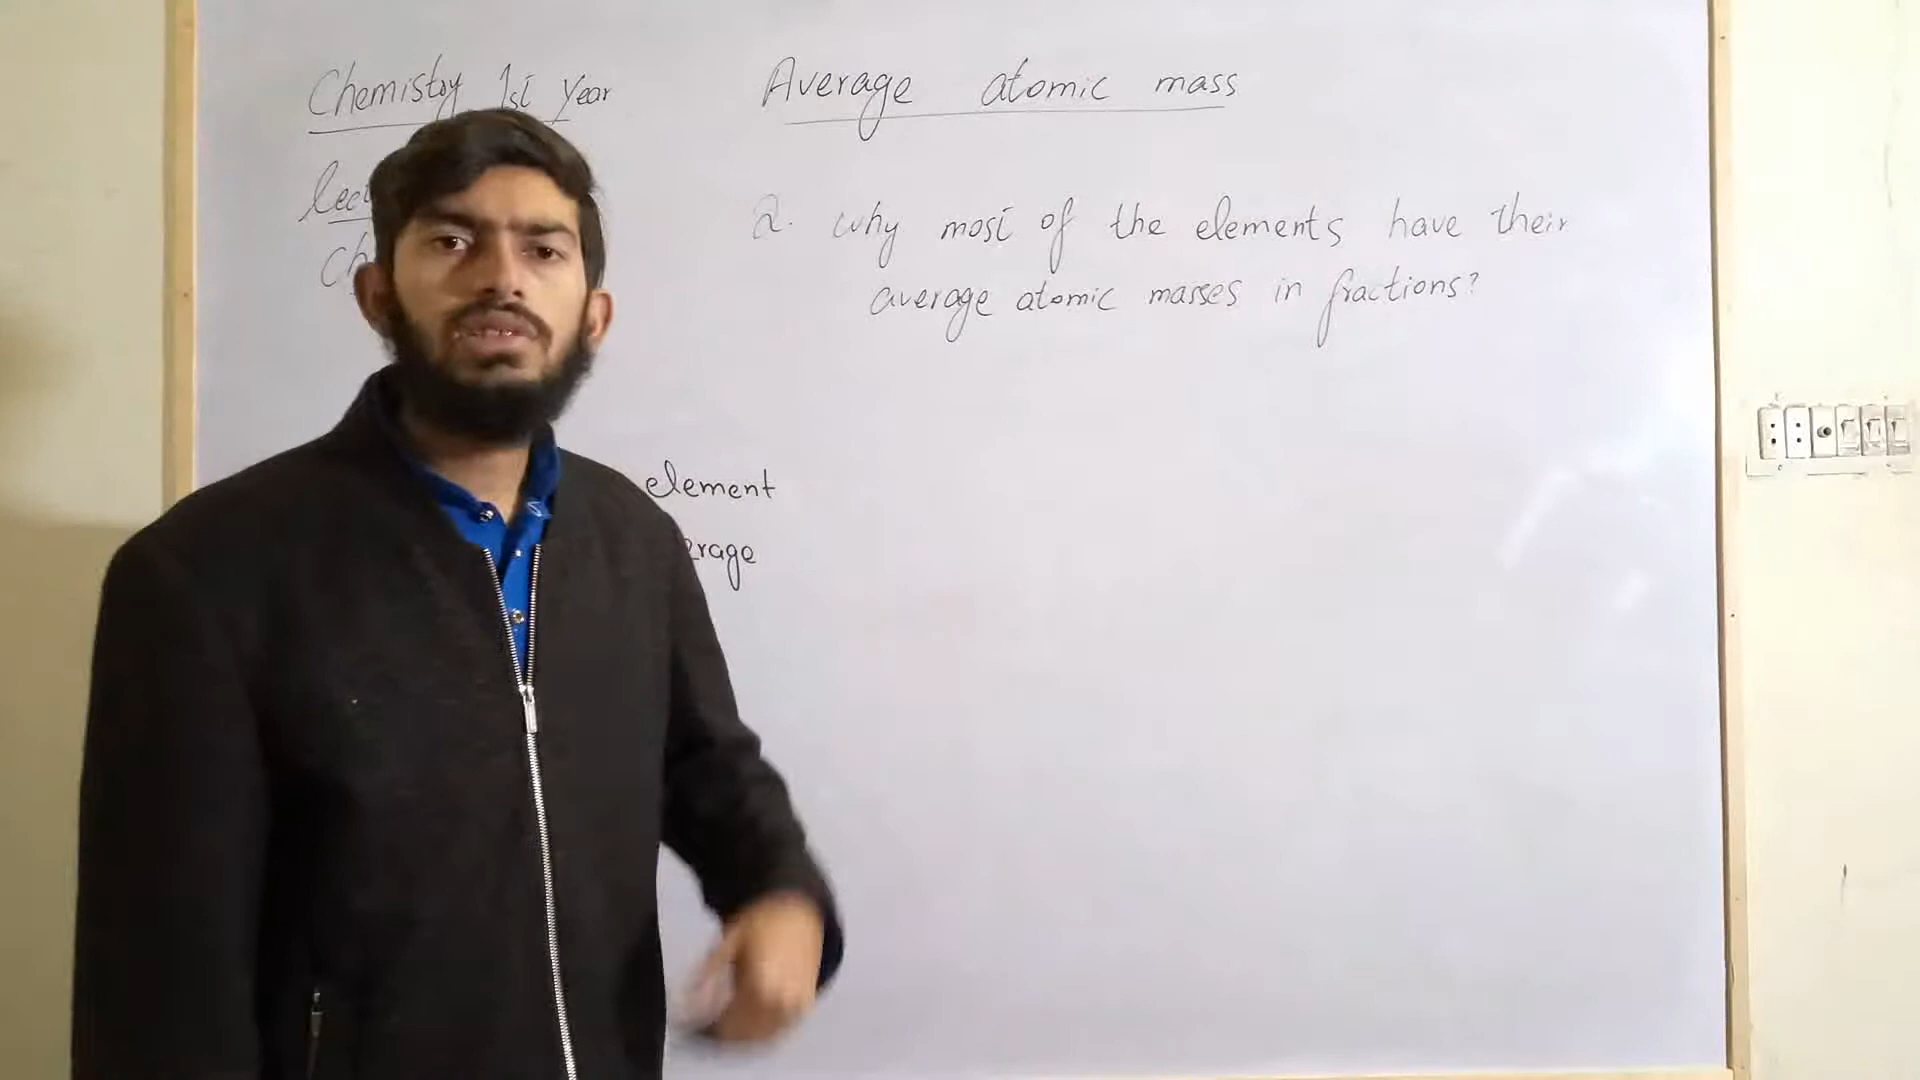 Chemistry 1st Year
Average atomic mass
Q. Why most of the elements have their
average atomic masses in fractions?
element